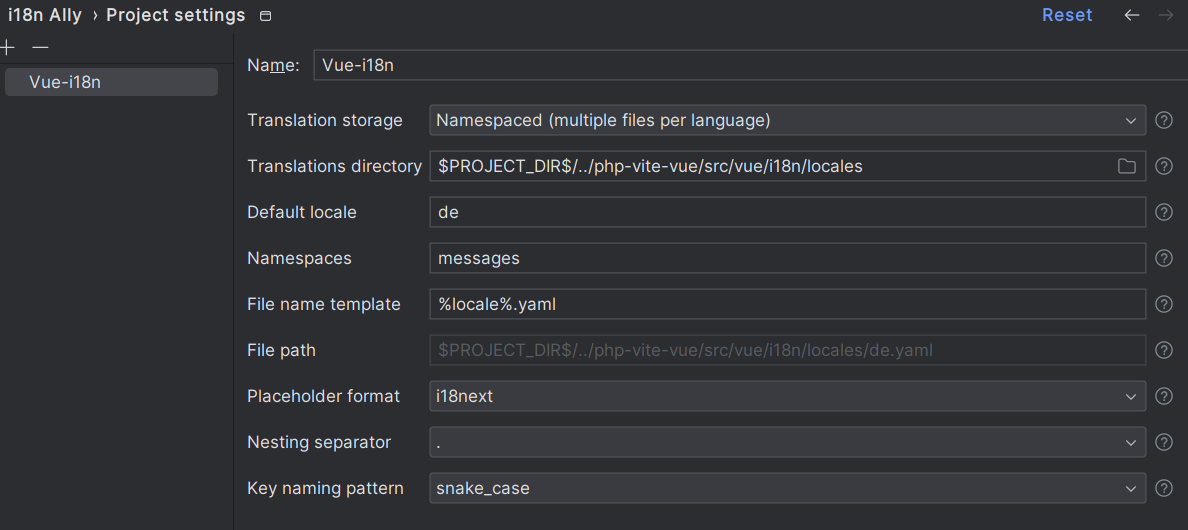 i18n Ally › Project settings Reset
Vue-i18n
Name: Vue-i18n
Translation storage Namespaced (multiple files per language)
Translations directory $PROJECT_DIR$/../php-vite-vue/src/vue/i18n/locales
Default locale de
Namespaces messages
File name template %locale%.yaml
File path $PROJECT_DIR$/../php-vite-vue/src/vue/i18n/locales/de.yaml
Placeholder format i18next
Nesting separator .
Key naming pattern snake_case